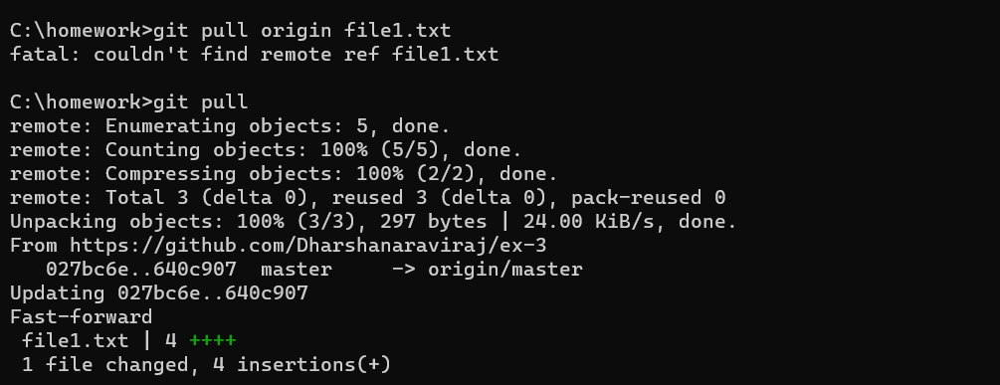 C:\homework>git pull origin file1.txt
fatal: couldn't find remote ref file1.txt
C:\homework>git pull
remote: Enumerating objects: 5, done.
remote: Counting objects: 100% (5/5), done.
remote: Compressing objects: 100% (2/2), done.
remote: Total 3 (delta 0), reused 3 (delta 0), pack-reused 0
Unpacking objects: 100% (3/3), 297 bytes | 24.00 KiB/s, done.
From https://github.com/Dharshanaraviraj/ex-3
   027bc6e..640c907  master     -> origin/master
Updating 027bc6e..640c907
Fast-forward
 file1.txt | 4 ++++
 1 file changed, 4 insertions(+)